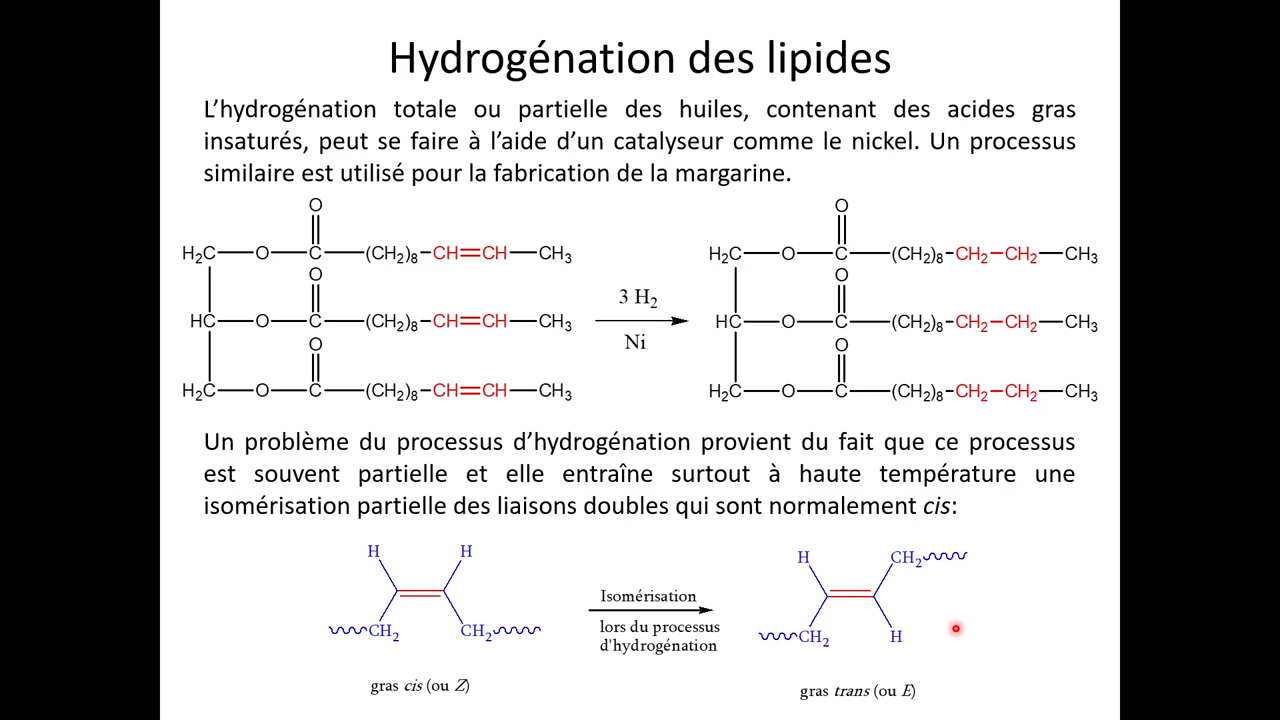 Hydrogénation des lipides
L’hydrogénation totale ou partielle des huiles, contenant des acides gras
insaturés, peut se faire à l’aide d’un catalyseur comme le nickel. Un processus
similaire est utilisé pour la fabrication de la margarine.
O O
H₂C O C (CH₂)₈ CH=CH CH₃ H₂C O C (CH₂)₈ CH₂ CH₂ CH₃
O O
3 H₂
HC O C (CH₂)₈ CH=CH CH₃ HC O C (CH₂)₈ CH₂ CH₂ CH₃
Ni
O O
H₂C O C (CH₂)₈ CH=CH CH₃ H₂C O C (CH₂)₈ CH₂ CH₂ CH₃
Un problème du processus d’hydrogénation provient du fait que ce processus
est souvent partielle et elle entraîne surtout à haute température une
isomérisation partielle des liaisons doubles qui sont normalement cis:
H H
CH₂ CH₂
Isomérisation
lors du processus
d'hydrogénation
H CH₂
CH₂ H
gras cis (ou Z)
gras trans (ou E)